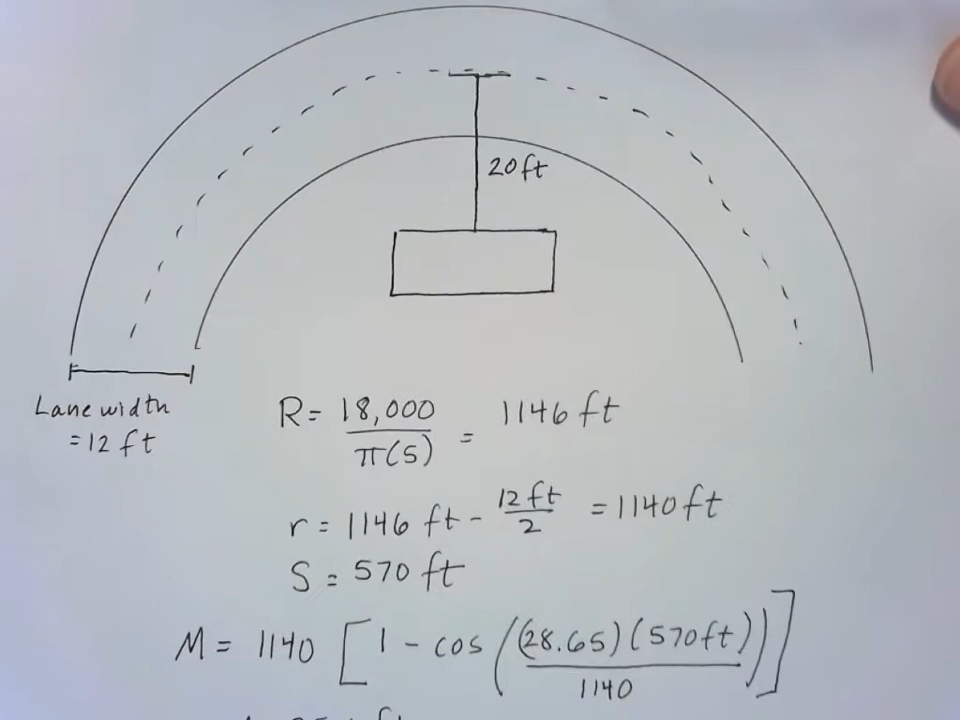 20ft
Lane width
= 12 ft
R = 18,000 / π(5) = 1146 ft
r = 1146 ft - 12 ft / 2 = 1140 ft
S = 570 ft
M = 1140 [1 - cos((28.65)(570ft) / 1140)]